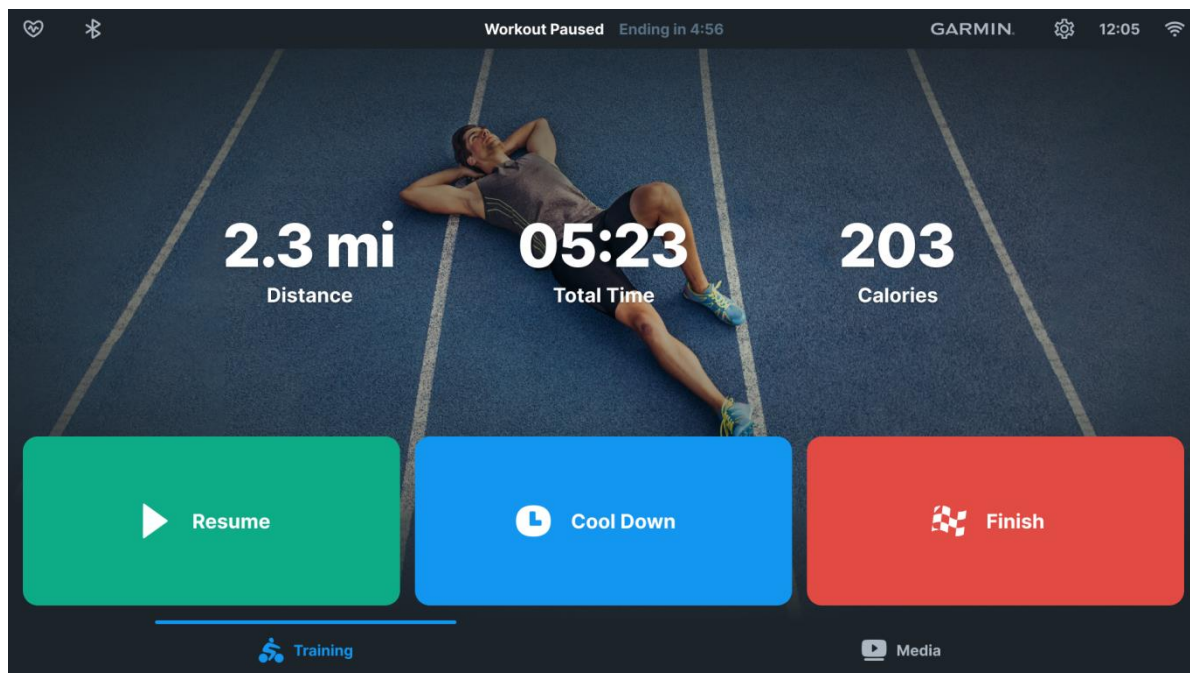 Workout Paused Ending in 4:56 GARMIN. 12:05
2.3 mi 05:23 203
Distance Total Time Calories
Resume Cool Down Finish
Training Media